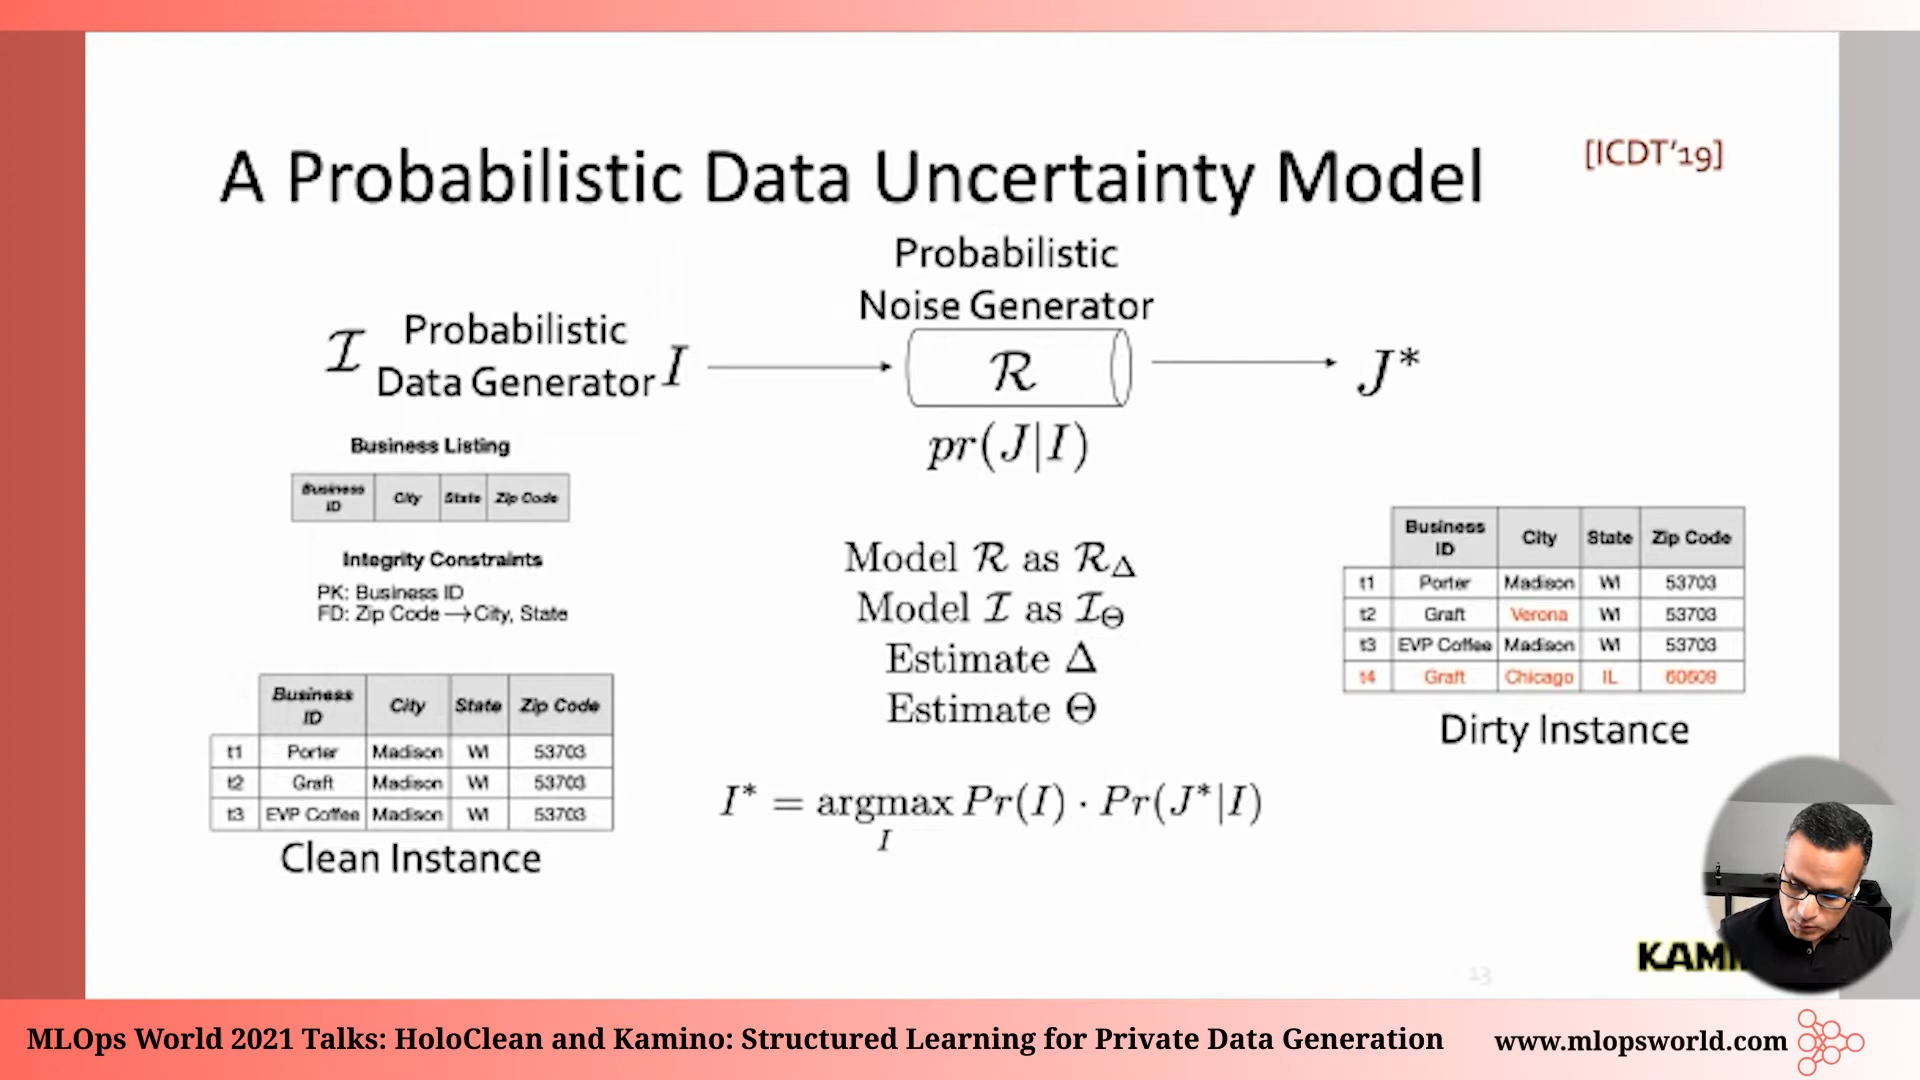 A Probabilistic Data Uncertainty Model
[ICDT'19]
Probabilistic
Noise Generator
ℐ Probabilistic
Data Generator I
ℛ
J*
pr(J|I)
Business Listing
Business ID City State Zip Code
Integrity Constraints
PK: Business ID
FD: Zip Code → City, State
Business ID City State Zip Code
t1 Porter Madison WI 53703
t2 Graft Madison WI 53703
t3 EVP Coffee Madison WI 53703
Clean Instance
Model ℛ as ℛ_Δ
Model ℐ as ℐ_Θ
Estimate Δ
Estimate Θ
I* = argmax Pr(I) · Pr(J*|I)
I
Business ID City State Zip Code
t1 Porter Madison WI 53703
t2 Graft Verona WI 53703
t3 EVP Coffee Madison WI 53703
t4 Graft Chicago IL 60609
Dirty Instance
13
MLOps World 2021 Talks: HoloClean and Kamino: Structured Learning for Private Data Generation
www.mlopsworld.com